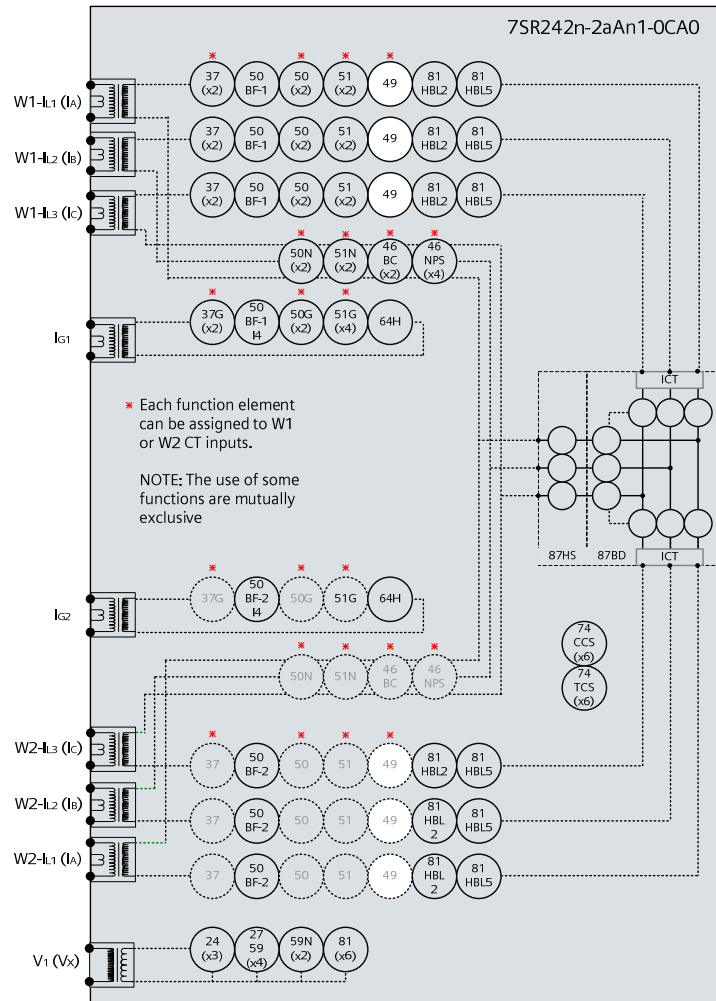 7SR242n-2aAn1-0CA0
* * * *
W1-IL1 (IA)
37 (x2) 50 BF-1 50 (x2) 51 (x2) 49 81 HBL2 81 HBL5
W1-IL2 (IB)
37 (x2) 50 BF-1 50 (x2) 51 (x2) 49 81 HBL2 81 HBL5
W1-IL3 (IC)
37 (x2) 50 BF-1 50 (x2) 51 (x2) 49 81 HBL2 81 HBL5
* * * *
50N (x2) 51N (x2) 46 BC (x2) 46 NPS (x4)
* * *
IG1
37G (x2) 50 BF-1 I4 50G (x2) 51G (x4) 64H
ICT
* Each function element
can be assigned to W1
or W2 CT inputs.
NOTE: The use of some
functions are mutually
exclusive
87HS 87BD ICT
* * *
IG2
37G 50 BF-2 I4 50G 51G 64H
74 CCS (x6)
74 TCS (x6)
* * * *
50N 51N 46 BC 46 NPS
* * * *
W2-IL3 (IC)
37 50 BF-2 50 51 49 81 HBL2 81 HBL5
W2-IL2 (IB)
37 50 BF-2 50 51 49 81 HBL 2 81 HBL5
W2-IL1 (IA)
37 50 BF-2 50 51 49 81 HBL 2 81 HBL5
V1 (VX)
24 (x3) 27 59 (x4) 59N (x2) 81 (x6)